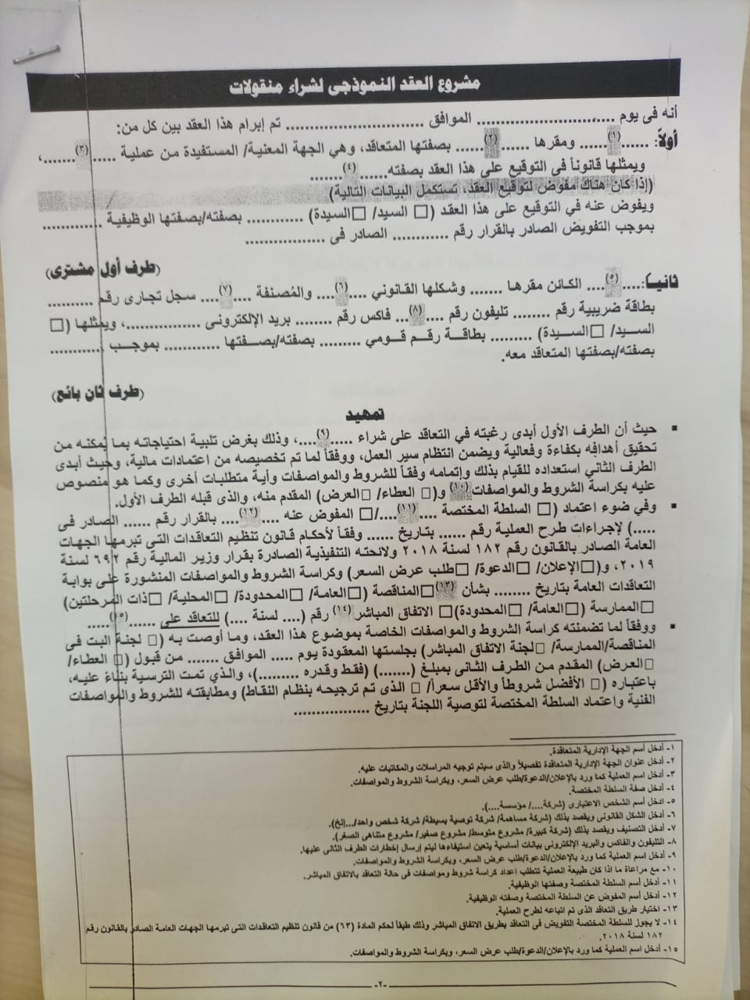 مشروع العقد النموذجى لشراء منقولات
أنه فى يوم ............................ الموافق ............................ تم إبرام هذا العقد بين كل من:
أولاً: ......(١)...... ومقرها ......(٢)...... بصفتها المتعاقد، وهي الجهة المعنية/ المستفيدة من عملية .....(٣)........،
ويمثلها قانوناً في التوقيع على هذا العقد بصفته......(٤).......
(إذا كان هناك مفوض لتوقيع العقد، تستكمل البيانات التالية)
ويفوض عنه في التوقيع على هذا العقد (□ السيد/ □السيدة) ............ بصفته/بصفتها الوظيفية ............
بموجب التفويض الصادر بالقرار رقم ............ الصادر فى ................
(طرف أول مشترى)
ثانياً:....(٥).... الكائن مقرها ....... وشكلها القانوني ....(٦).... والمُصنفة ....(٧).... سجل تجارى رقم .........
بطاقة ضريبية رقم ........ تليفون رقم ....(٨)... فاكس رقم ........ بريد الإلكترونى ...............، ويمثلها (□
السيد/ □السيدة) ......... بطاقة رقم قومي ......... بصفته/بصفتها ............ بموجب ...........
بصفته/بصفتها المتعاقد معه.
(طرف ثان بائع)
تمهيد
▪ حيث أن الطرف الأول أبدى رغبته في التعاقد على شراء .....(٩)....، وذلك بغرض تلبية احتياجاته بما يمكنه من
تحقيق أهدافه بكفاءة وفعالية ويضمن انتظام سير العمل، ووفقاً لما تم تخصيصه من اعتمادات مالية، وحيث أبدى
الطرف الثاني استعداده للقيام بذلك وإتمامه وفقاً للشروط والمواصفات وأية متطلبات أخرى وكما هو منصوص
عليه بكراسة الشروط والمواصفات(١٠) و(□ العطاء/ □العرض) المقدم منه، والذى قبله الطرف الأول.
▪ وفي ضوء اعتماد (□ السلطة المختصة ....(١١)..../□ المفوض عنه ....(١٢).... بالقرار رقم ...... الصادر فى
.....) لإجراءات طرح العملية رقم ...... بتاريخ ...... وفقاً لأحكام قانون تنظيم التعاقدات التى تبرمها الجهات
العامة الصادر بالقانون رقم ١٨٢ لسنة ٢٠١٨ ولائحته التنفيذية الصادرة بقرار وزير المالية رقم ٦٩٢ لسنة
٢٠١٩، و(□الإعلان/ □الدعوة/ □طلب عرض السعر) وكراسة الشروط والمواصفات المنشورة على بوابة
التعاقدات العامة بتاريخ ........ بشأن (١٣)□المناقصة (□العامة/ □المحدودة/ □المحلية/ □ذات المرحلتين)
□الممارسة (□العامة/ □المحدودة)□ الاتفاق المباشر(١٤) رقم (.... لسنة ....) للتعاقد على ......(١٥).....
▪ ووفقاً لما تضمنته كراسة الشروط والمواصفات الخاصة بموضوع هذا العقد، وما أوصت به (□ لجنة البت فى
المناقصة/الممارسة/ □لجنة الاتفاق المباشر) بجلستها المعقودة يوم ..... الموافق ....... من قبول (□ العطاء/
□العرض) المقدم من الطرف الثانى بمبلغ (.......) (فقط وقدره .........)، والذي تمت الترسية بناءً عليه،
باعتباره (□ الأفضل شروطاً والأقل سعراً/ □ الذى تم ترجيحه بنظام النقاط) ومطابقته للشروط والمواصفات
الفنية واعتماد السلطة المختصة لتوصية اللجنة بتاريخ ................
١- أدخل أسم الجهة الإدارية المتعاقدة.
٢- أدخل عنوان الجهة الإدارية المتعاقدة تفصيلاً والذى سيتم توجيه المراسلات والمكاتبات عليه.
٣- أدخل اسم العملية كما ورد بالإعلان/الدعوة/طلب عرض السعر، وبكراسة الشروط والمواصفات.
٤- أدخل صفة السلطة المختصة.
٥- ادخل أسم الشخص الاعتبارى (شركة..../ مؤسسة....).
٦- أدخل الشكل القانونى ويقصد بذلك (شركة مساهمة/ شركة توصية بسيطة/ شركة شخص واحد/...إلخ).
٧- أدخل التصنيف ويقصد بذلك (شركة كبيرة/ مشروع متوسط/ مشروع صغير/ مشروع متناهى الصغر).
٨- التليفون والفاكس والبريد الإلكترونى بيانات أساسية يتعين استيفاءها ليتم إرسال إخطارات الطرف الثانى عليها.
٩- أدخل اسم العملية كما ورد بالإعلان/الدعوة/طلب عرض السعر، وبكراسة الشروط والمواصفات.
١٠- مع مراعاة ما اذا كان طبيعة العملية تتطلب اعداد كراسة شروط ومواصفات فى حالة التعاقد بالاتفاق المباشر.
١١- أدخل أسم السلطة المختصة وصفتها الوظيفية.
١٢- أدخل أسم المفوض عن السلطة المختصة وصفته الوظيفية.
١٣- اختيار طريق التعاقد الذى تم اتباعه لطرح العملية.
١٤- لا يجوز للسلطة المختصة التفويض فى التعاقد بطريق الاتفاق المباشر وذلك طبقاً لحكم المادة (٦٣) من قانون تنظيم التعاقدات التى تبرمها الجهات العامة الصادر بالقانون رقم
١٨٢ لسنة ٢٠١٨.
١٥- أدخل اسم العملية كما ورد بالإعلان/الدعوة/طلب عرض السعر، وبكراسة الشروط والمواصفات.
-٢-